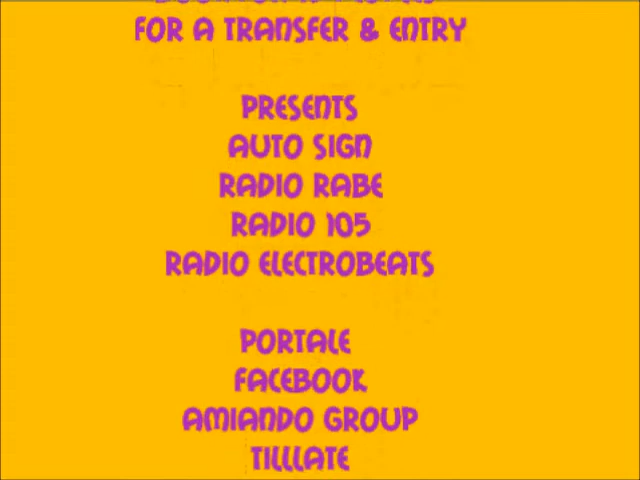 FOR A TRANSFER & ENTRY
PRESENTS
AUTO SIGN
RADIO RABE
RADIO 105
RADIO ELECTROBEATS
PORTALE
FACEBOOK
AMIANDO GROUP
TILLLATE